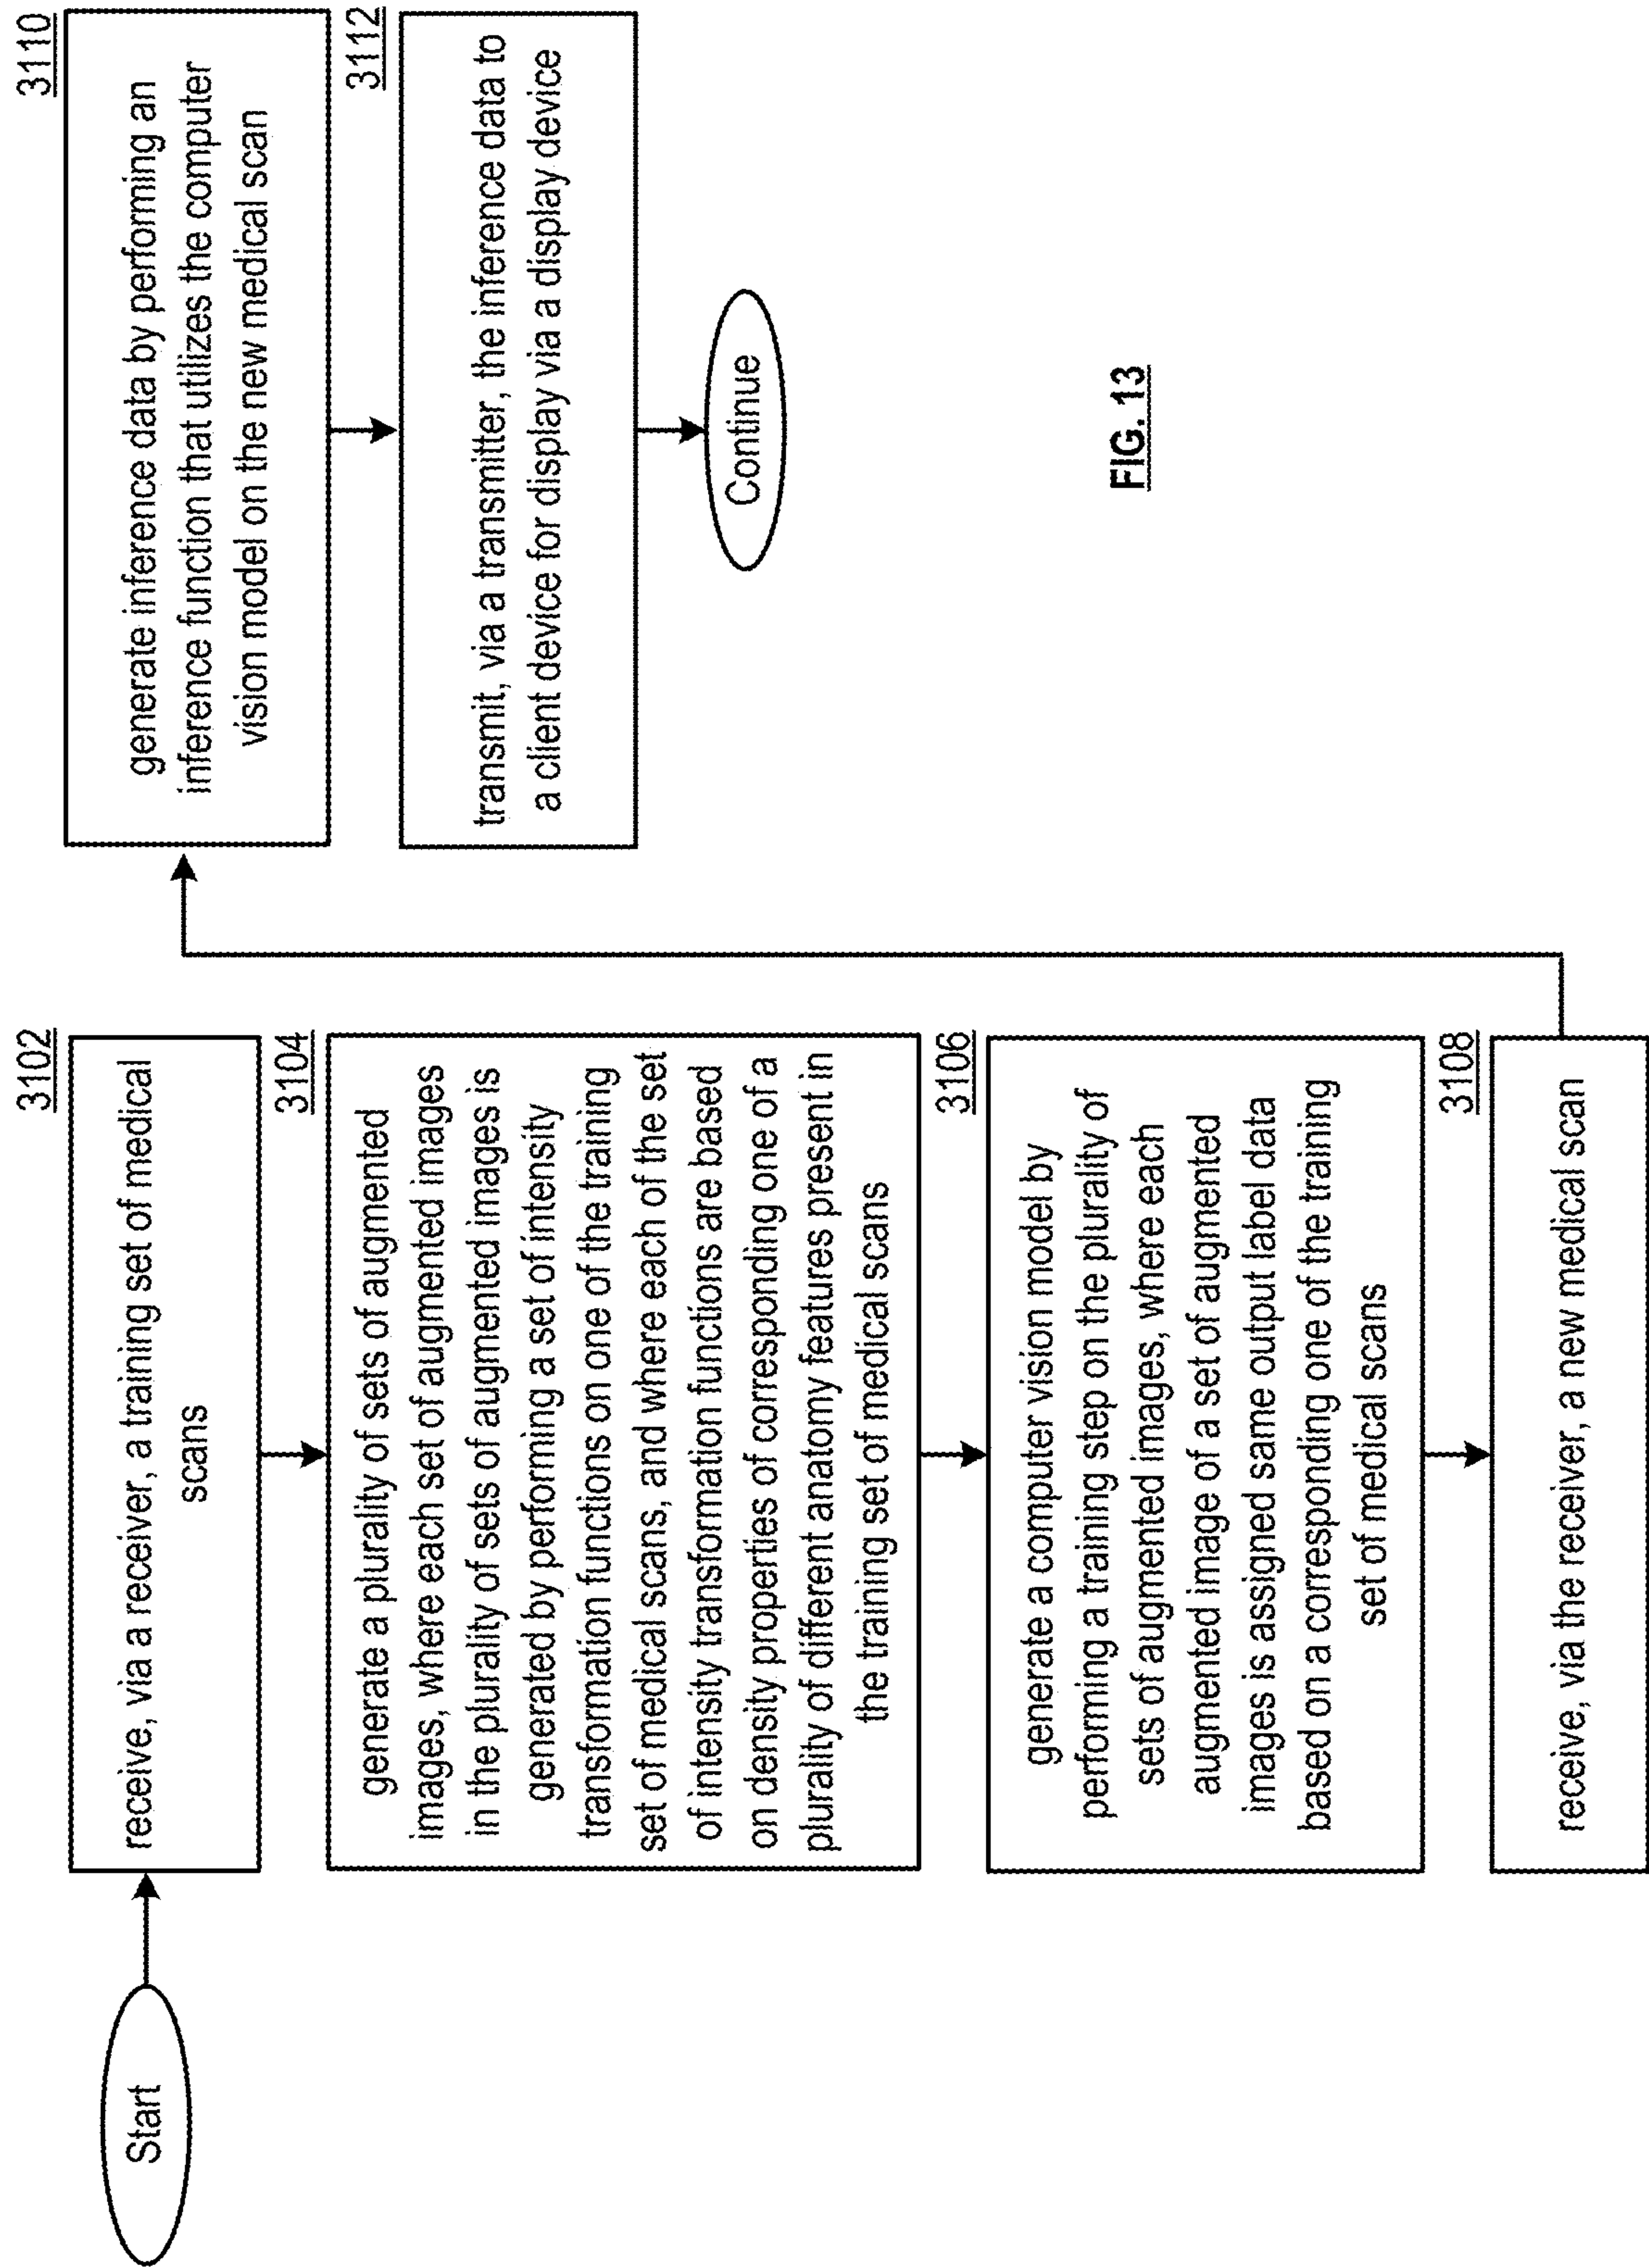 Start
3102
receive, via a receiver, a training set of medical
scans
3104
generate a plurality of sets of augmented
images, where each set of augmented images
in the plurality of sets of augmented images is
generated by performing a set of intensity
transformation functions on one of the training
set of medical scans, and where each of the set
of intensity transformation functions are based
on density properties of corresponding one of a
plurality of different anatomy features present in
the training set of medical scans
3106
generate a computer vision model by
performing a training step on the plurality of
sets of augmented images, where each
augmented image of a set of augmented
images is assigned same output label data
based on a corresponding one of the training
set of medical scans
3108
receive, via the receiver, a new medical scan
3110
generate inference data by performing an
inference function that utilizes the computer
vision model on the new medical scan
3112
transmit, via a transmitter, the inference data to
a client device for display via a display device
Continue
FIG. 13